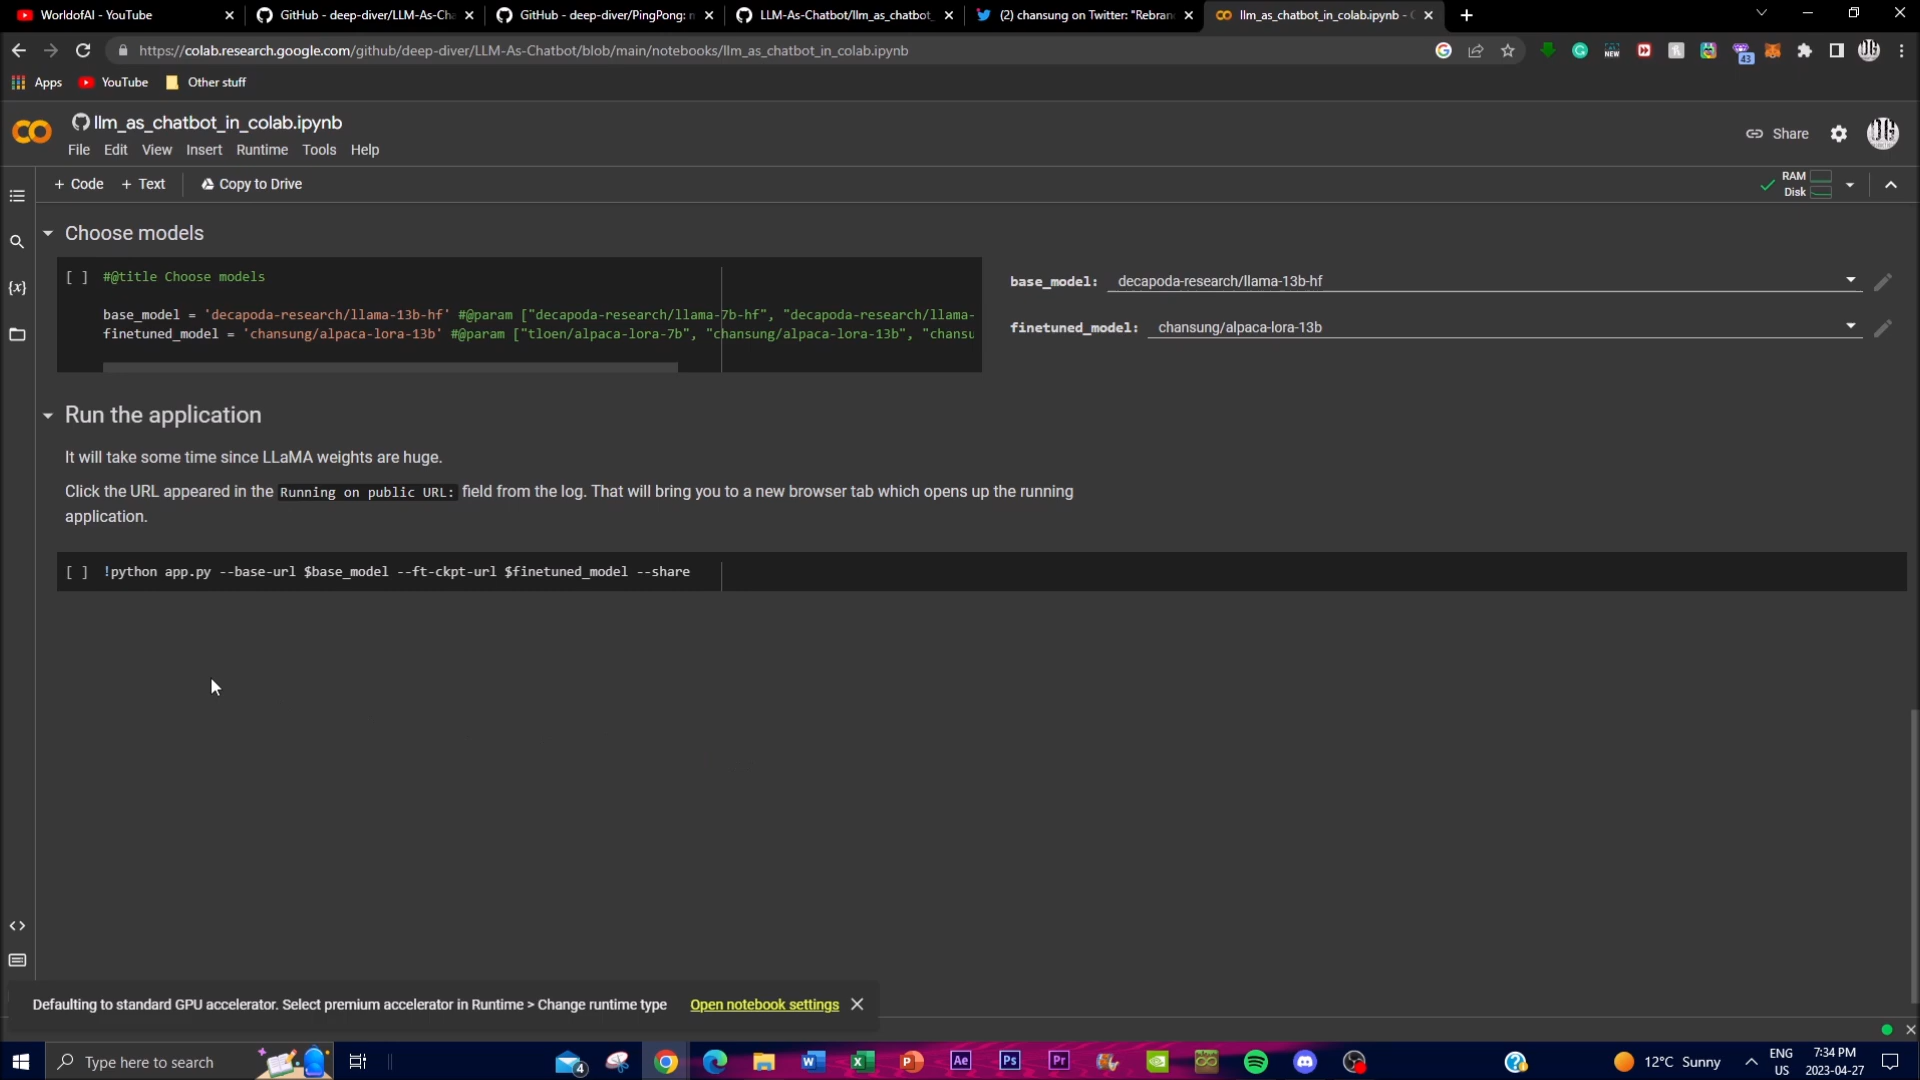 WorldofAI - YouTube
GitHub - deep-diver/LLM-As-Cha
GitHub - deep-diver/PingPong: m
LLM-As-Chatbot/llm_as_chatbot_
(2) chansung on Twitter: "Rebran
llm_as_chatbot_in_colab.ipynb - C
https://colab.research.google.com/github/deep-diver/LLM-As-Chatbot/blob/main/notebooks/llm_as_chatbot_in_colab.ipynb
NEW
43
Apps
YouTube
Other stuff
llm_as_chatbot_in_colab.ipynb
File Edit View Insert Runtime Tools Help
Share
+ Code + Text Copy to Drive
RAM
Disk
Choose models
[ ] #@title Choose models
base_model = 'decapoda-research/llama-13b-hf' #@param ["decapoda-research/llama-7b-hf", "decapoda-research/llama-
finetuned_model = 'chansung/alpaca-lora-13b' #@param ["tloen/alpaca-lora-7b", "chansung/alpaca-lora-13b", "chansu
base_model: decapoda-research/llama-13b-hf
finetuned_model: chansung/alpaca-lora-13b
{x}
Run the application
It will take some time since LLaMA weights are huge.
Click the URL appeared in the Running on public URL: field from the log. That will bring you to a new browser tab which opens up the running
application.
[ ] !python app.py --base-url $base_model --ft-ckpt-url $finetuned_model --share
Defaulting to standard GPU accelerator. Select premium accelerator in Runtime > Change runtime type Open notebook settings
Type here to search
4
Ae
Ps
Pr
12°C Sunny
ENG
US
7:34 PM
2023-04-27